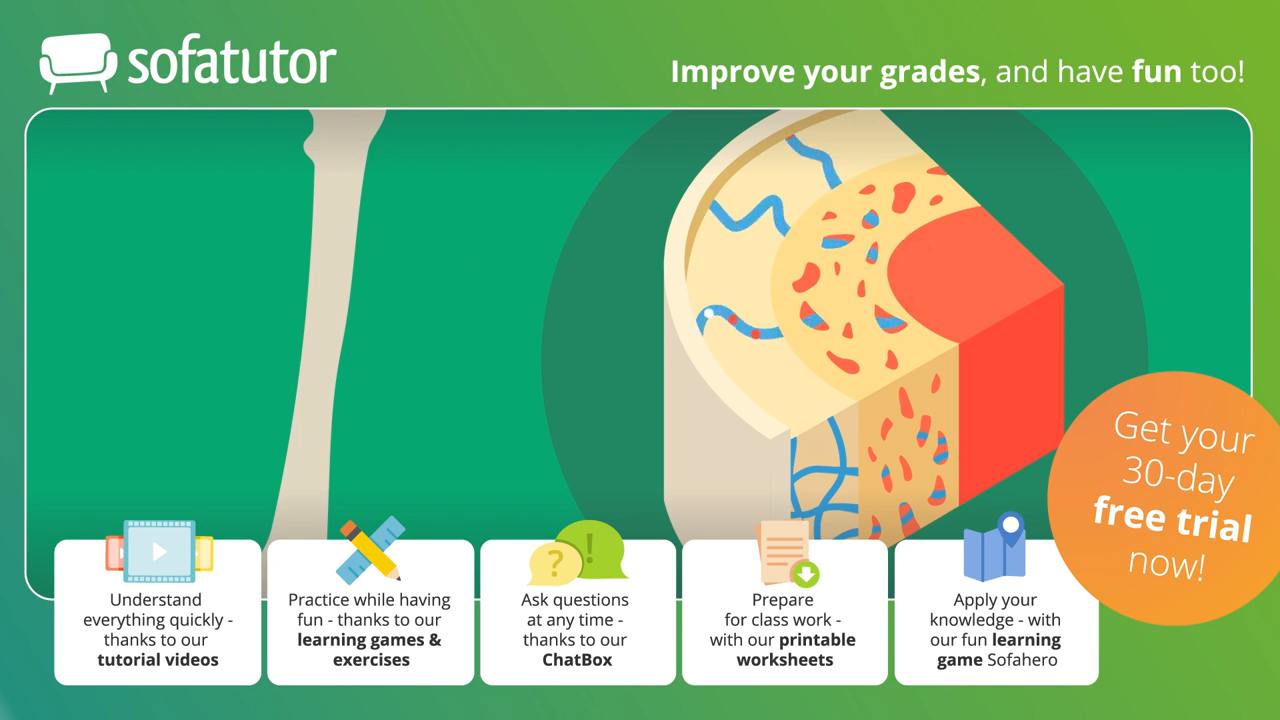 sofatutor
Improve your grades, and have fun too!
Get your
30-day
free trial
now!
?
!
Understand
everything quickly -
thanks to our
tutorial videos
Practice while having
fun - thanks to our
learning games &
exercises
Ask questions
at any time -
thanks to our
ChatBox
Prepare
for class work -
with our printable
worksheets
Apply your
knowledge - with
our fun learning
game Sofahero